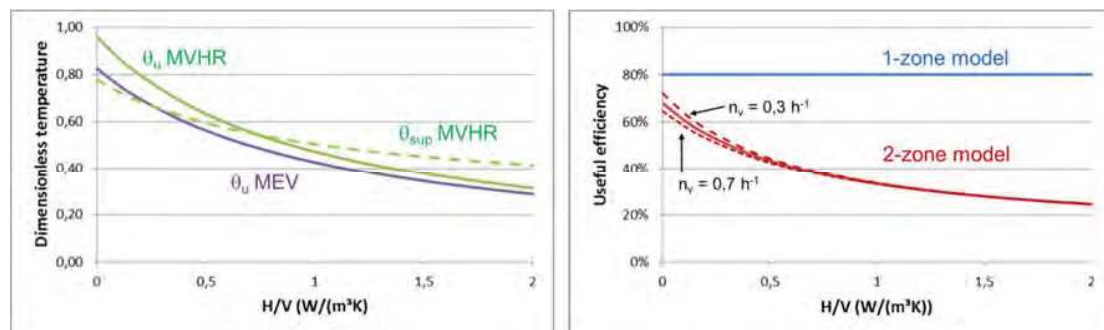 Dimensionless temperature
1,00
0,80
0,60
0,40
0,20
0,00
θu MVHR
θsup MVHR
θu MEV
0
0,5
1
1,5
2
H/V (W/(m³K)
Useful efficiency
100%
80%
60%
40%
20%
0%
1-zone model
nv = 0,3 h-1
2-zone model
nv = 0,7 h-1
0
0,5
1
1,5
2
H/V (W/(m³K))